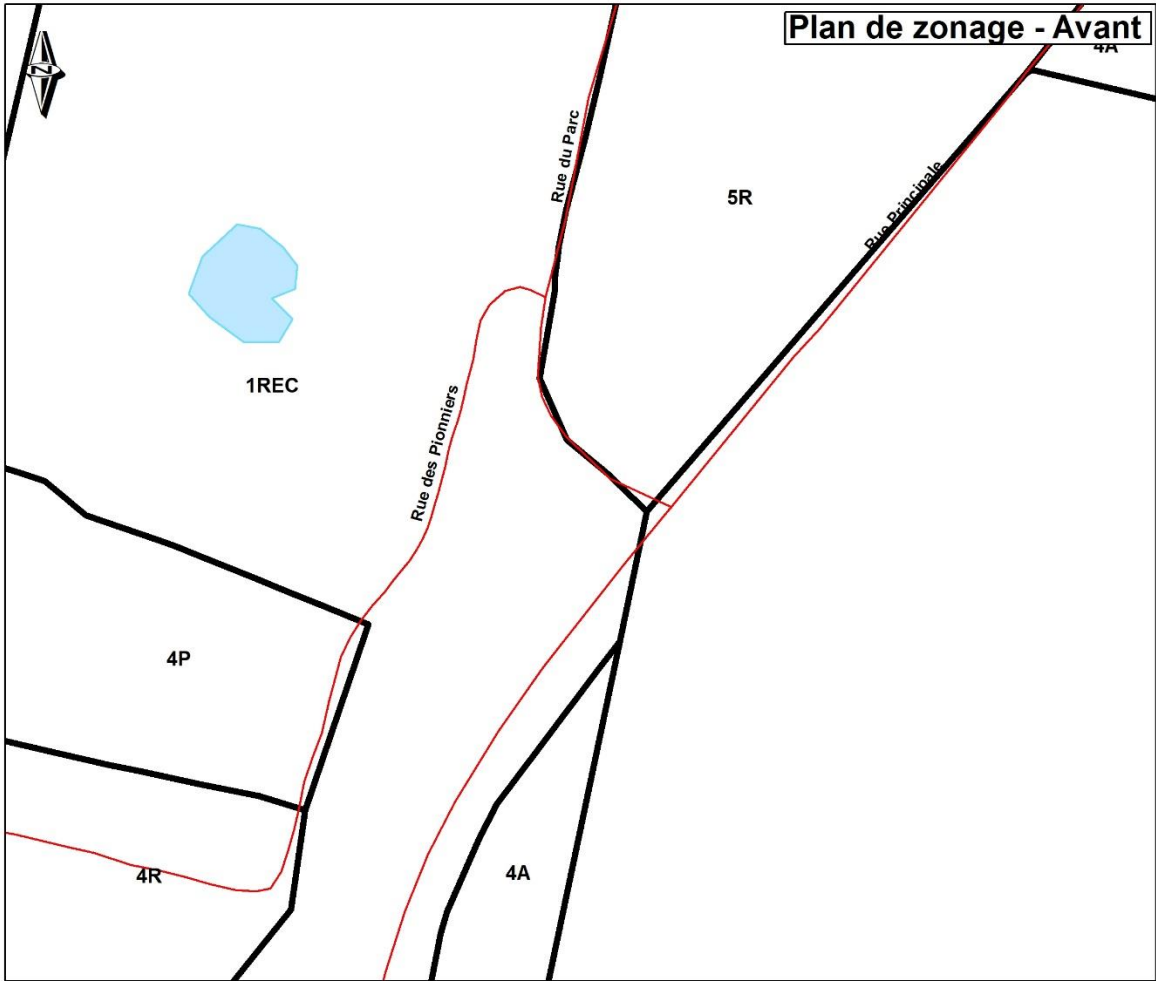 Plan de zonage - Avant
4A
N
Rue du Parc
5R
Rue Principale
1REC
Rue des Pionniers
4P
4R
4A